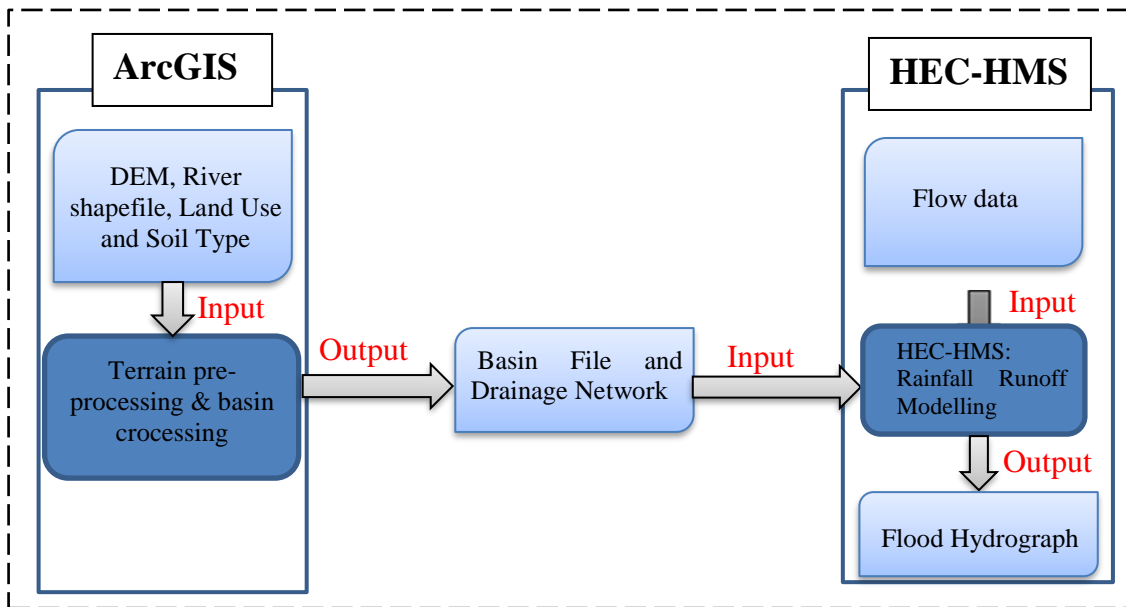 ArcGIS
DEM, River
shapefile, Land Use
and Soil Type
Input
Terrain pre-
processing & basin
crocessing
Output
Basin File and
Drainage Network
Input
HEC-HMS
Flow data
Input
HEC-HMS:
Rainfall Runoff
Modelling
Output
Flood Hydrograph